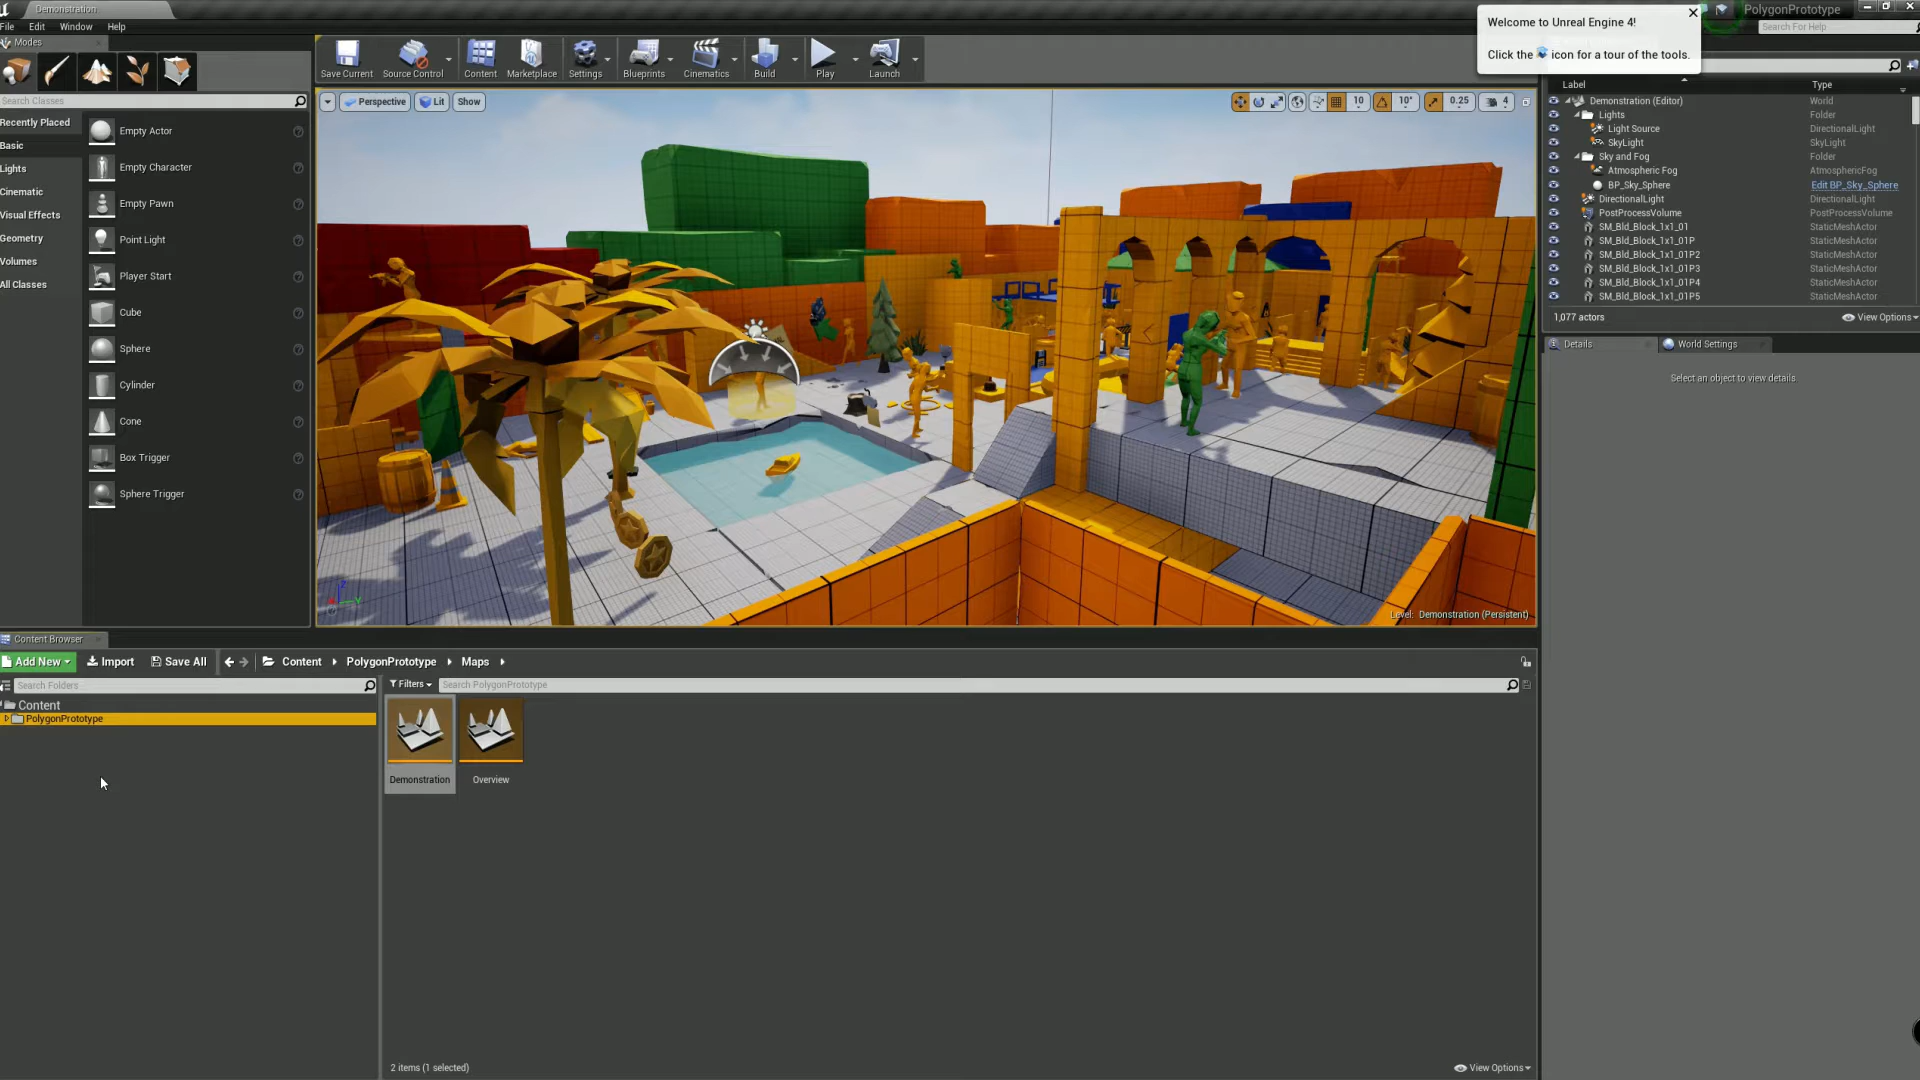 Demonstration
PolygonPrototype
File Edit Window Help
Search For Help
Welcome to Unreal Engine 4!
Click the icon for a tour of the tools.
Modes
Save Current Source Control Content Marketplace Settings Blueprints Cinematics Build Play Launch
Search Classes
Recently Placed
Basic
Lights
Cinematic
Visual Effects
Geometry
Volumes
All Classes
Empty Actor
Empty Character
Empty Pawn
Point Light
Player Start
Cube
Sphere
Cylinder
Cone
Box Trigger
Sphere Trigger
Perspective Lit Show
10 10° 0.25 4
Level: Demonstration (Persistent)
Label Type
Demonstration (Editor) World
Lights Folder
Light Source DirectionalLight
SkyLight SkyLight
Sky and Fog Folder
Atmospheric Fog AtmosphericFog
BP_Sky_Sphere Edit BP_Sky_Sphere
DirectionalLight DirectionalLight
PostProcessVolume PostProcessVolume
SM_Bld_Block_1x1_01 StaticMeshActor
SM_Bld_Block_1x1_01P StaticMeshActor
SM_Bld_Block_1x1_01P2 StaticMeshActor
SM_Bld_Block_1x1_01P3 StaticMeshActor
SM_Bld_Block_1x1_01P4 StaticMeshActor
SM_Bld_Block_1x1_01P5 StaticMeshActor
1,077 actors View Options
Details World Settings
Select an object to view details.
Content Browser
Add New Import Save All Content PolygonPrototype Maps
Search Folders
Filters Search PolygonPrototype
Content
PolygonPrototype
Demonstration Overview
2 items (1 selected) View Options